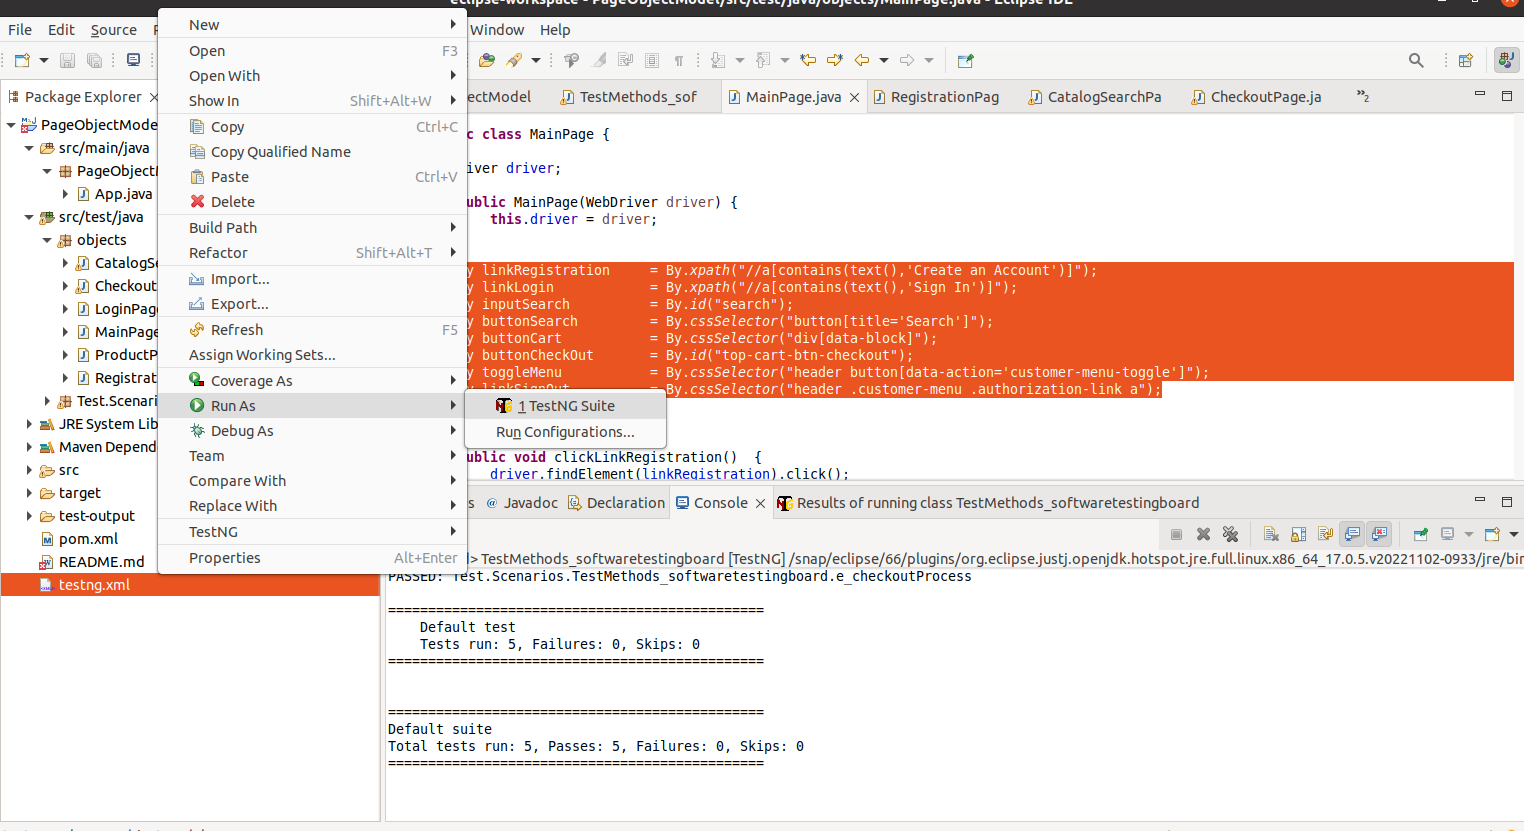 eclipse-workspace - PageObjectModel/src/test/java/objects/MainPage.java - Eclipse IDE
File Edit Source Window Help
Package Explorer
ectModel TestMethods_sof MainPage.java RegistrationPag CatalogSearchPa CheckoutPage.ja »2
PageObjectMode
src/main/java
PageObjectM
App.java
src/test/java
objects
CatalogSe
Checkout
LoginPage
MainPage
ProductP
Registrat
Test.Scenari
JRE System Lib
Maven Depend
src
target
test-output
pom.xml
README.md
testng.xml
New
Open F3
Open With
Show In Shift+Alt+W
Copy Ctrl+C
Copy Qualified Name
Paste Ctrl+V
Delete
Build Path
Refactor Shift+Alt+T
Import...
Export...
Refresh F5
Assign Working Sets...
Coverage As
Run As
Debug As
Team
Compare With
Replace With
TestNG
Properties Alt+Enter
1 TestNG Suite
Run Configurations...
c class MainPage {
iver driver;
ublic MainPage(WebDriver driver) {
this.driver = driver;
y linkRegistration = By.xpath("//a[contains(text(),'Create an Account')]");
y linkLogin = By.xpath("//a[contains(text(),'Sign In')]");
y inputSearch = By.id("search");
y buttonSearch = By.cssSelector("button[title='Search']");
y buttonCart = By.cssSelector("div[data-block]");
y buttonCheckOut = By.id("top-cart-btn-checkout");
y toggleMenu = By.cssSelector("header button[data-action='customer-menu-toggle']");
y linkSignOut = By.cssSelector("header .customer-menu .authorization-link a");
ublic void clickLinkRegistration() {
driver.findElement(linkRegistration).click();
s @ Javadoc Declaration Console Results of running class TestMethods_softwaretestingboard
d> TestMethods_softwaretestingboard [TestNG] /snap/eclipse/66/plugins/org.eclipse.justj.openjdk.hotspot.jre.full.linux.x86_64_17.0.5.v20221102-0933/jre/bin
PASSED: Test.Scenarios.TestMethods_softwaretestingboard.e_checkoutProcess
===============================================
Default test
Tests run: 5, Failures: 0, Skips: 0
===============================================
===============================================
Default suite
Total tests run: 5, Passes: 5, Failures: 0, Skips: 0
===============================================